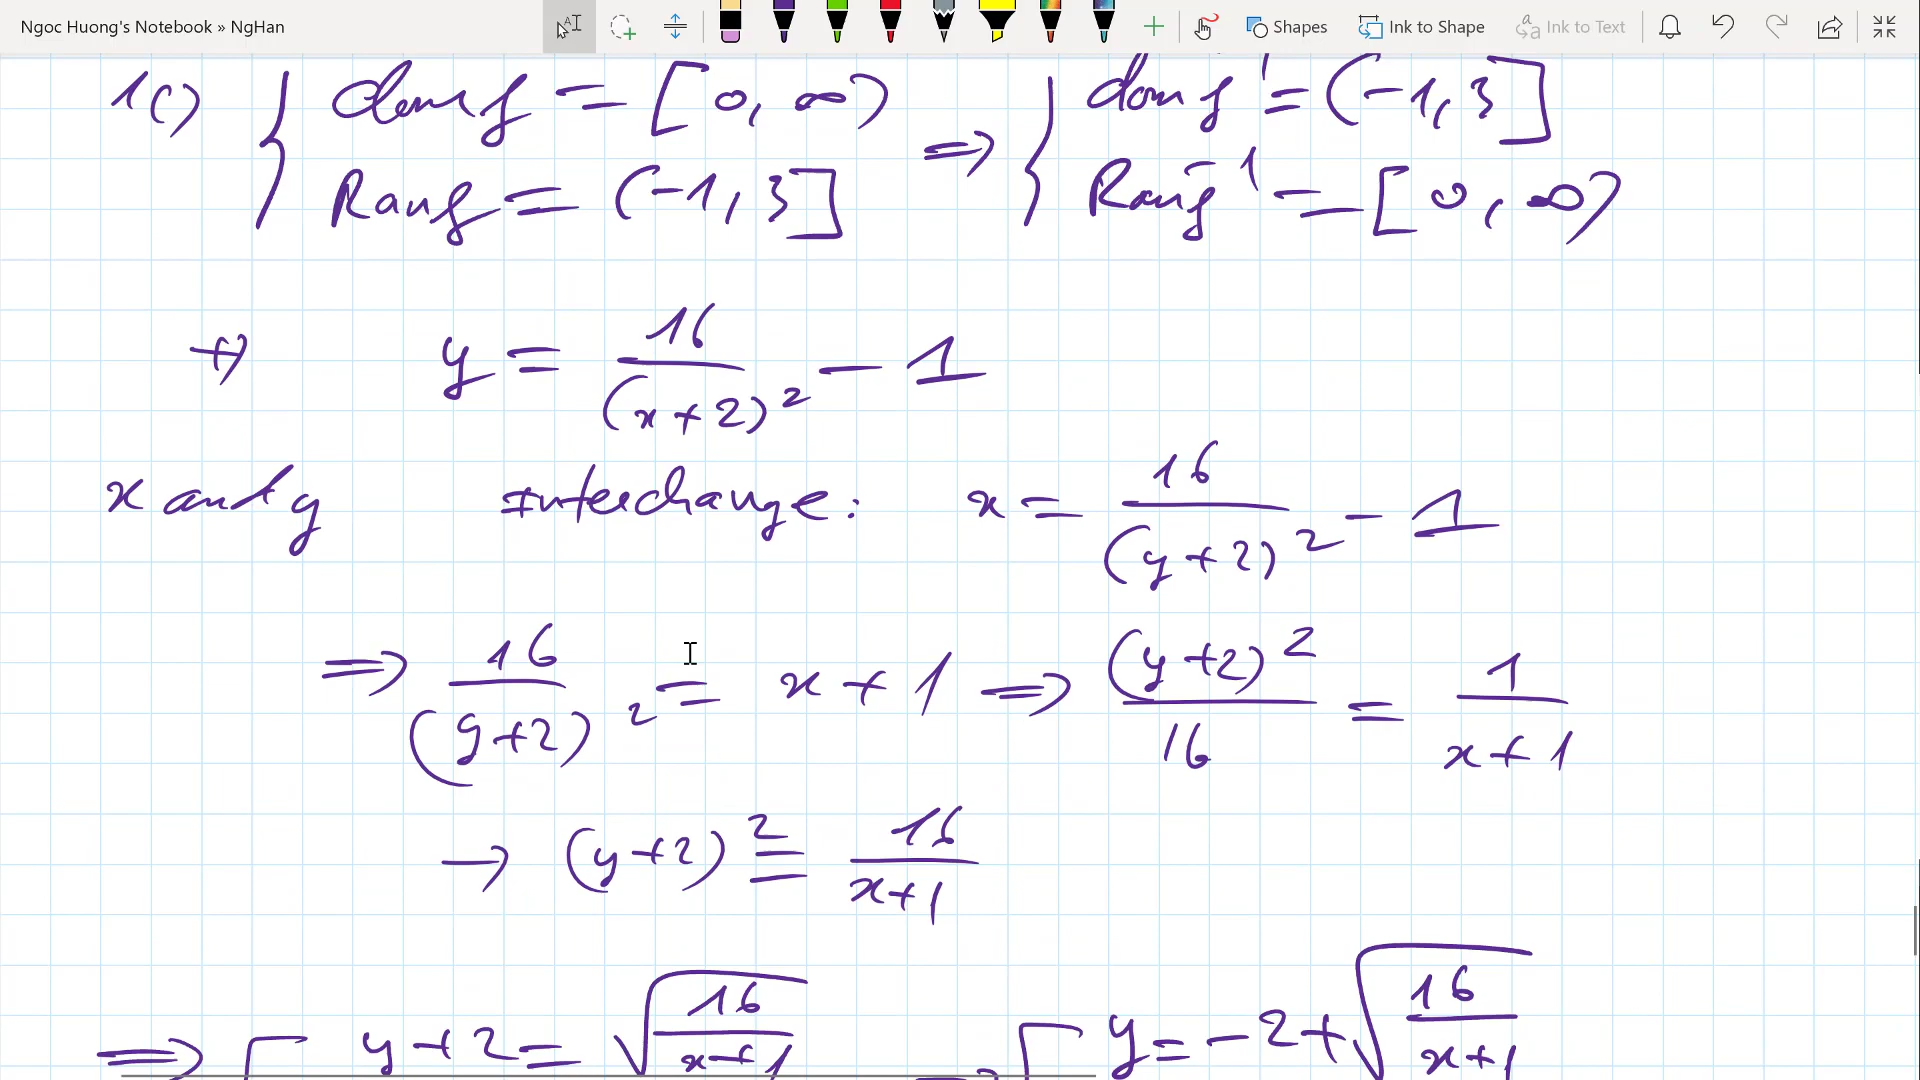 Ngoc Huong's Notebook » NgHan
Shapes
Ink to Shape
Ink to Text
1c) { dom f = [0, ∞) ⇒ { dom f⁻¹ = (-1, 3]
Ran f = (-1, 3] Ran f⁻¹ = [0, ∞)
+) y = 16/(x+2)² - 1
x and y interchange: x = 16/(y+2)² - 1
⇒ 16/(y+2)² = x+1 ⇒ (y+2)²/16 = 1/(x+1)
→ (y+2)² = 16/(x+1)
⇒ [ y+2 = √(16/(x+1)) ⇒ [ y = -2 + √(16/(x+1))